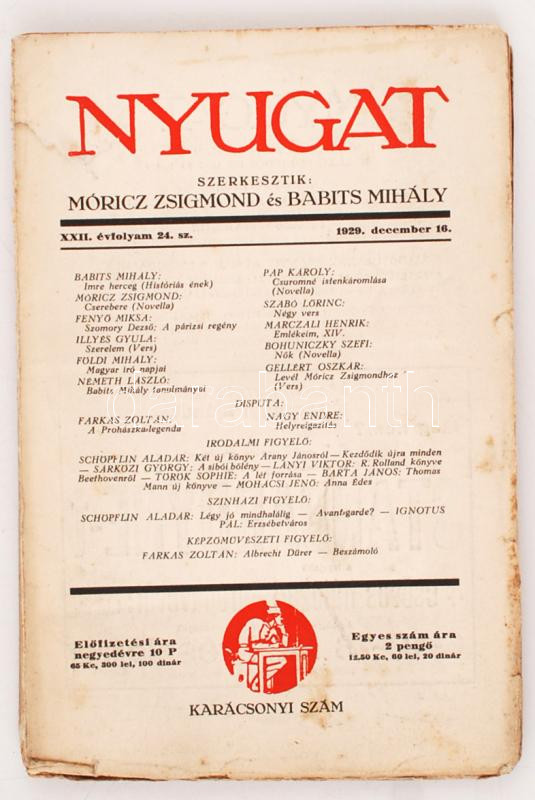 NYUGAT
SZERKESZTIK:
MÓRICZ ZSIGMOND és BABITS MIHÁLY
XXII. évfolyam 24. sz.
1929. december 16.
BABITS MIHÁLY:
Imre herceg (Históriás ének)
MÓRICZ ZSIGMOND:
Cserebere (Novella)
FENYŐ MIKSA:
Szomory Dezső: A párizsi regény
ILLYÉS GYULA:
Szerelem (Vers)
FÖLDI MIHÁLY:
Magyar író napjai
NÉMETH LÁSZLÓ:
Babits Mihály tanulmányai
PAP KÁROLY:
Csuromné istenkáromlása
(Novella)
SZABÓ LŐRINC:
Négy vers
MARCZALI HENRIK:
Emlékeim, XIV.
BOHUNICZKY SZEFI:
Nők (Novella)
GELLÉRT OSZKÁR:
Levél Móricz Zsigmondhoz
(Vers)
DISPUTA:
FARKAS ZOLTÁN:
A Prohászka-legenda
NAGY ENDRE:
Helyreigazítás
IRODALMI FIGYELŐ:
SCHÖPFLIN ALADÁR: Két új könyv Arany Jánosról — Kezdődik újra minden
— SÁRKÖZI GYÖRGY: A sibói bölény — LÁNYI VIKTOR: R. Rolland könyve
Beethovenről — TÖRÖK SOPHIE: A lét forrása — BARTA JÁNOS: Thomas
Mann új könyve — MOHÁCSI JENŐ: Anna Édes
SZINHÁZI FIGYELŐ:
SCHÖPFLIN ALADÁR: Légy jó mindhalálig — Avantgarde? — IGNOTUS
PÁL: Erzsébetváros
KÉPZŐMŰVÉSZETI FIGYELŐ:
FARKAS ZOLTÁN: Albrecht Dürer — Beszámoló
Előfizetési ára
negyedévre 10 P
65 Kc, 300 lei, 100 dinár
Egyes szám ára
2 pengő
12.50 Kc, 60 lei, 20 dinár
KARÁCSONYI SZÁM
darabanth